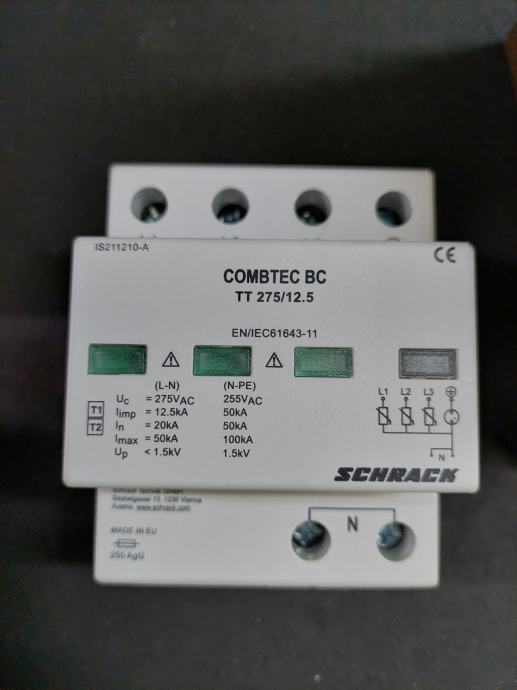 IS211210-A
CE
COMBTEC BC
TT 275/12.5
EN/IEC61643-11
(L-N) (N-PE)
Uc = 275VAC 255VAC
T1 Iimp = 12.5kA 50kA
T2 In = 20kA 50kA
Imax = 50kA 100kA
Up < 1.5kV 1.5kV
L1 L2 L3
N
SCHRACK
Schrack Technik GmbH,
Seybelgasse 13, 1230 Vienna
Austria, www.schrack.com
MADE IN EU
250 AgG
N